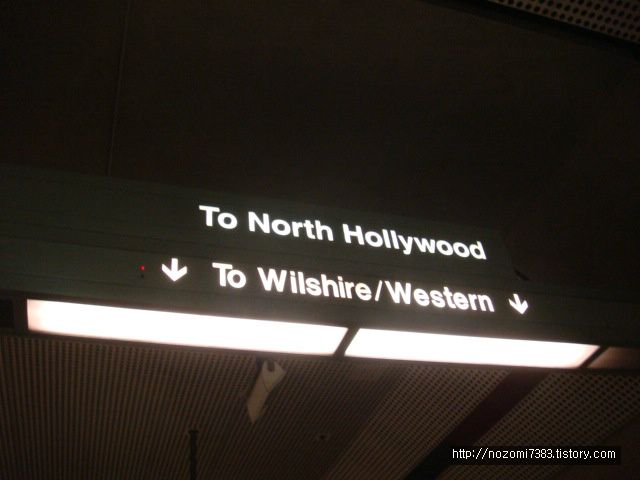 To North Hollywood
To Wilshire/Western
http://nozomi7383.tistory.com